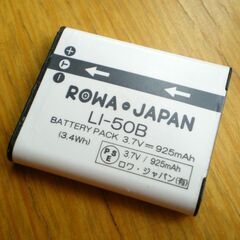 ROWA JAPAN
LI-50B
BATTERY PACK 3.7V 925mAh
(3.4Wh)
PSE
3.7V / 925mAh
ロワ・ジャパン(有)